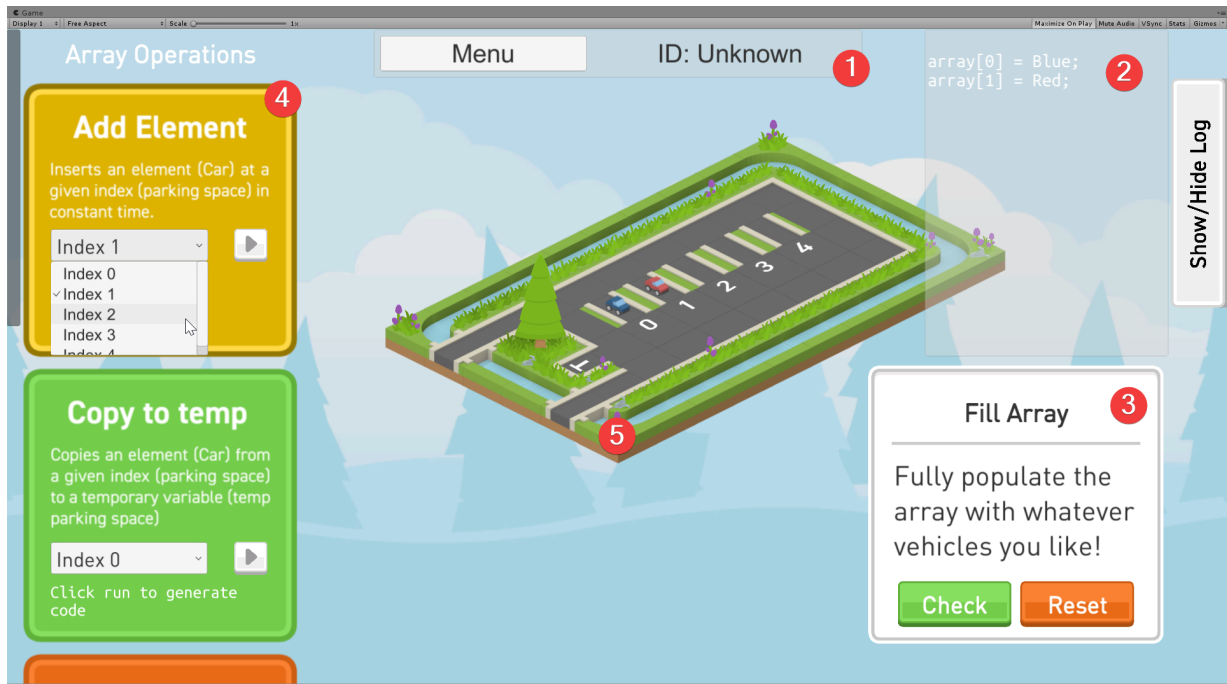 Game
Display 1 Free Aspect Scale 1x Maximize On Play Mute Audio VSync Stats Gizmos
Array Operations
Menu
ID: Unknown
1
array[0] = Blue;
array[1] = Red;
2
Show/Hide Log
4
Add Element
Inserts an element (Car) at a
given index (parking space) in
constant time.
Index 1
Index 0
Index 1
Index 2
Index 3
Index 4
Copy to temp
Copies an element (Car) from
a given index (parking space)
to a temporary variable (temp
parking space)
Index 0
Click run to generate
code
0
1
2
3
4
T
5
3
Fill Array
Fully populate the
array with whatever
vehicles you like!
Check
Reset